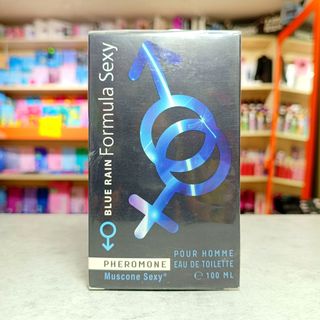 BLUE RAIN Formula Sexy
PHEROMONE
Muscone Sexy®
POUR HOMME
EAU DE TOILETTE
℮ 100 ML